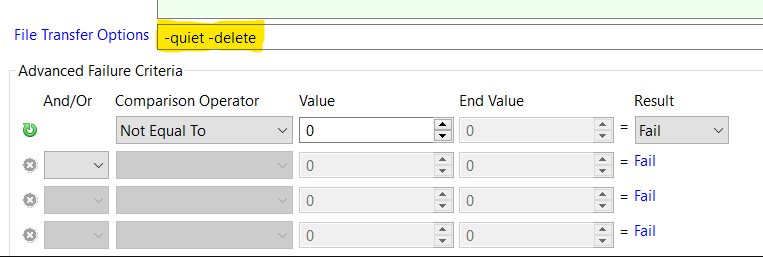 File Transfer Options -quiet -delete
Advanced Failure Criteria
And/Or Comparison Operator Value End Value Result
Not Equal To 0 0 = Fail
0 0 = Fail
0 0 = Fail
0 0 = Fail